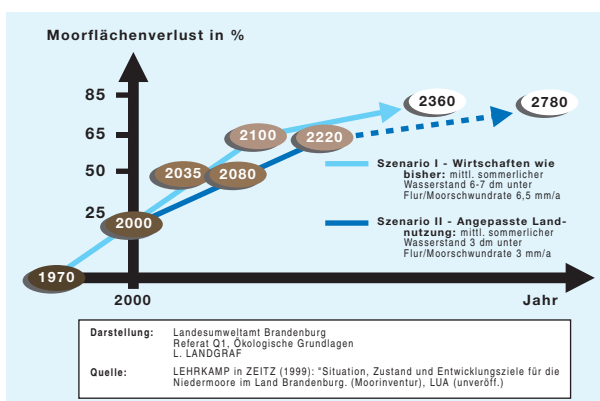 Moorflächenverlust in %
85
65
50
25
2360
2780
2100
2220
2035
2080
2000
1970
Szenario I - Wirtschaften wie
bisher: mittl. sommerlicher
Wasserstand 6-7 dm unter
Flur/Moorschwundrate 6,5 mm/a
Szenario II - Angepasste Land-
nutzung: mittl. sommerlicher
Wasserstand 3 dm unter
Flur/Moorschwundrate 3 mm/a
2000
Jahr
Darstellung: Landesumweltamt Brandenburg
Referat Q1, Ökologische Grundlagen
L. LANDGRAF
Quelle: LEHRKAMP in ZEITZ (1999): "Situation, Zustand und Entwicklungsziele für die
Niedermoore im Land Brandenburg. (Moorinventur), LUA (unveröff.)